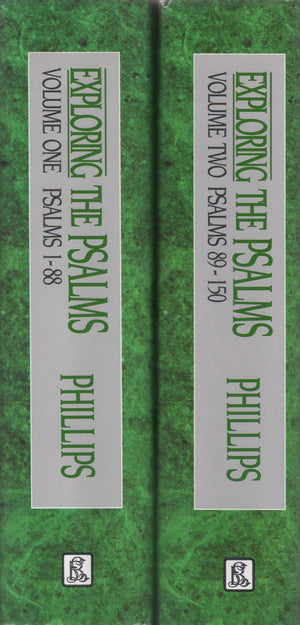 EXPLORING THE PSALMS
VOLUME ONE PSALMS 1-88
PHILLIPS
EXPLORING THE PSALMS
VOLUME TWO PSALMS 89-150
PHILLIPS